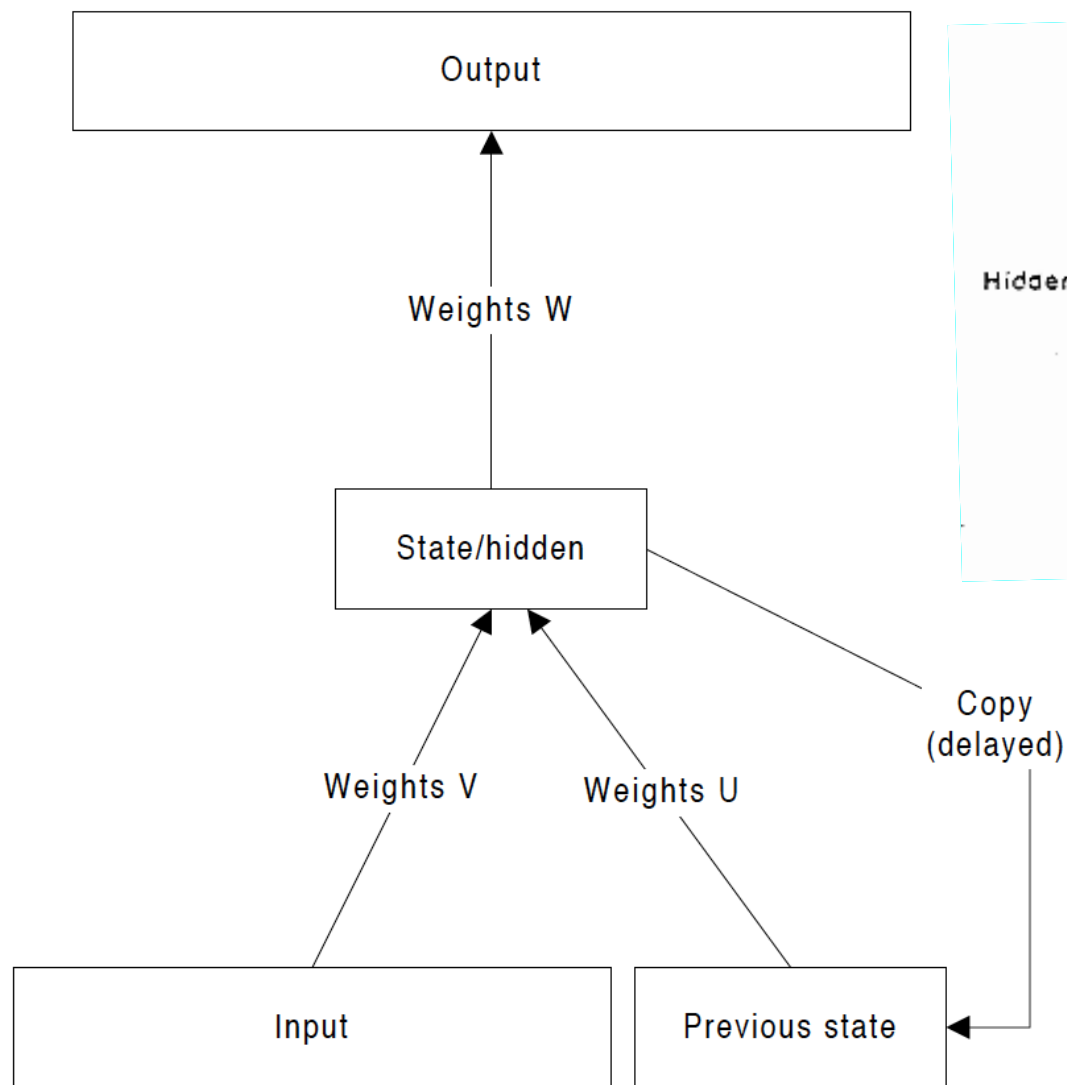 Output
Weights W
State/hidden
Copy
(delayed)
Weights V
Weights U
Input
Previous state